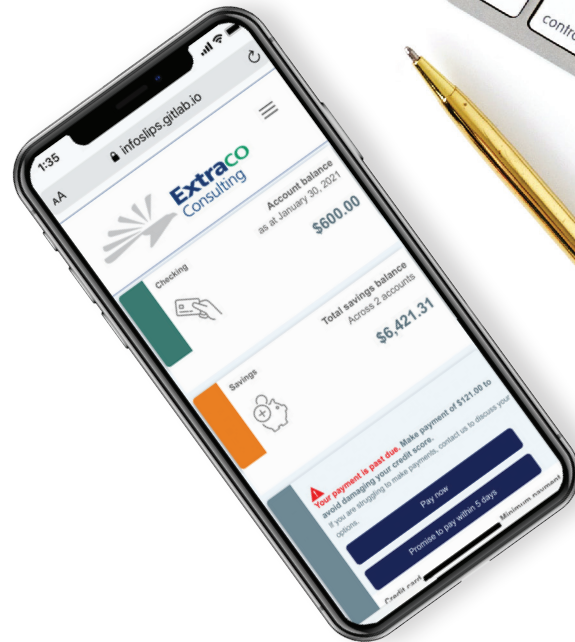 contro
1:35
AA
infoslips.gitlab.io
Extraco
Consulting
Checking
Account balance
as at January 30, 2021
$600.00
Savings
Total savings balance
Across 2 accounts
$6,421.31
Your payment is past due. Make payment of $121.00 to
avoid damaging your credit score.
If you are struggling to make payments, contact us to discuss your
options.
Pay now
Promise to pay within 5 days
Credit card
Minimum payment